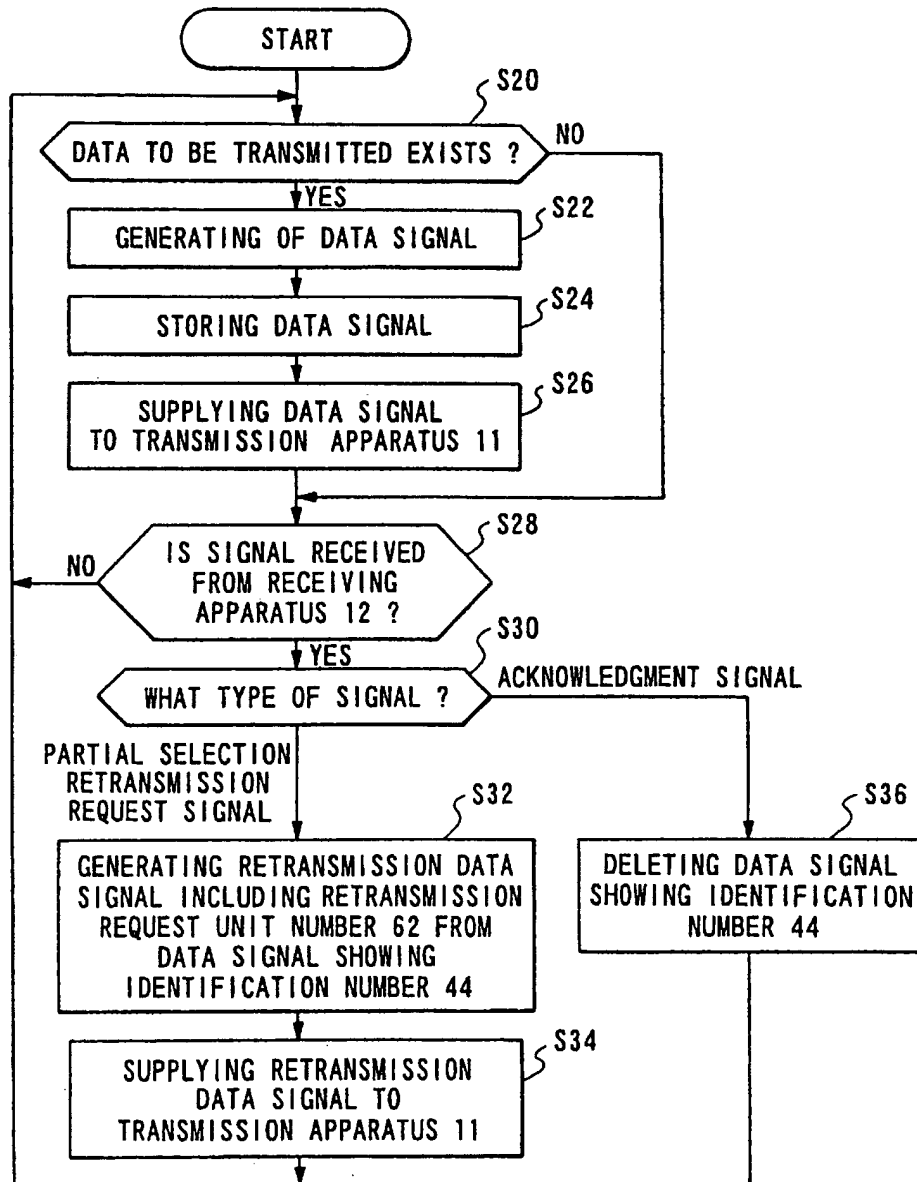 START
S20
DATA TO BE TRANSMITTED EXISTS ?
NO
YES
S22
GENERATING OF DATA SIGNAL
S24
STORING DATA SIGNAL
S26
SUPPLYING DATA SIGNAL
TO TRANSMISSION APPARATUS 11
S28
IS SIGNAL RECEIVED
FROM RECEIVING
APPARATUS 12 ?
NO
YES
S30
WHAT TYPE OF SIGNAL ?
ACKNOWLEDGMENT SIGNAL
PARTIAL SELECTION
RETRANSMISSION
REQUEST SIGNAL
S32
GENERATING RETRANSMISSION DATA
SIGNAL INCLUDING RETRANSMISSION
REQUEST UNIT NUMBER 62 FROM
DATA SIGNAL SHOWING
IDENTIFICATION NUMBER 44
S36
DELETING DATA SIGNAL
SHOWING IDENTIFICATION
NUMBER 44
S34
SUPPLYING RETRANSMISSION
DATA SIGNAL TO
TRANSMISSION APPARATUS 11